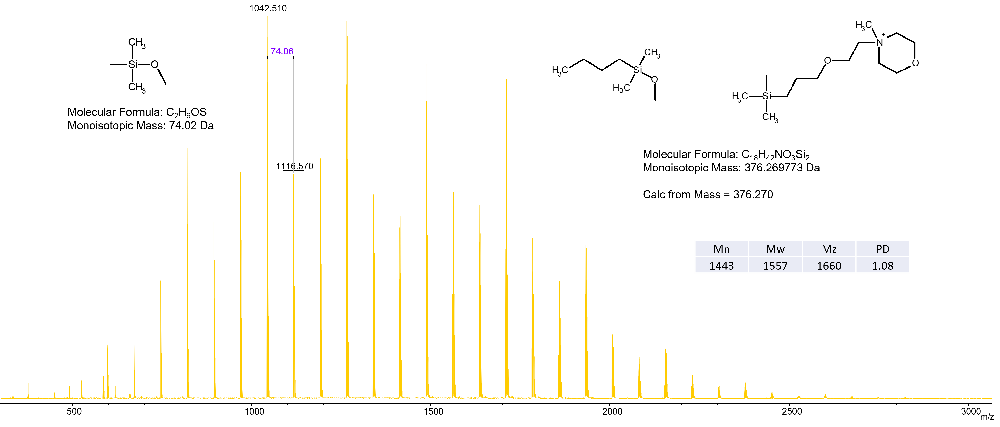 1042.510
74.06
1116.570
CH₃
Si
O
CH₃
Molecular Formula: C₂H₆OSi
Monoisotopic Mass: 74.02 Da
H₃C
CH₃
Si
O
H₃C
H₃C
N
+
O
O
H₃C
Si
CH₃
Molecular Formula: C₁₈H₄₂NO₃Si₂⁺
Monoisotopic Mass: 376.269773 Da
Calc from Mass = 376.270
Mn Mw Mz PD
1443 1557 1660 1.08
500 1000 1500 2000 2500 3000
m/z